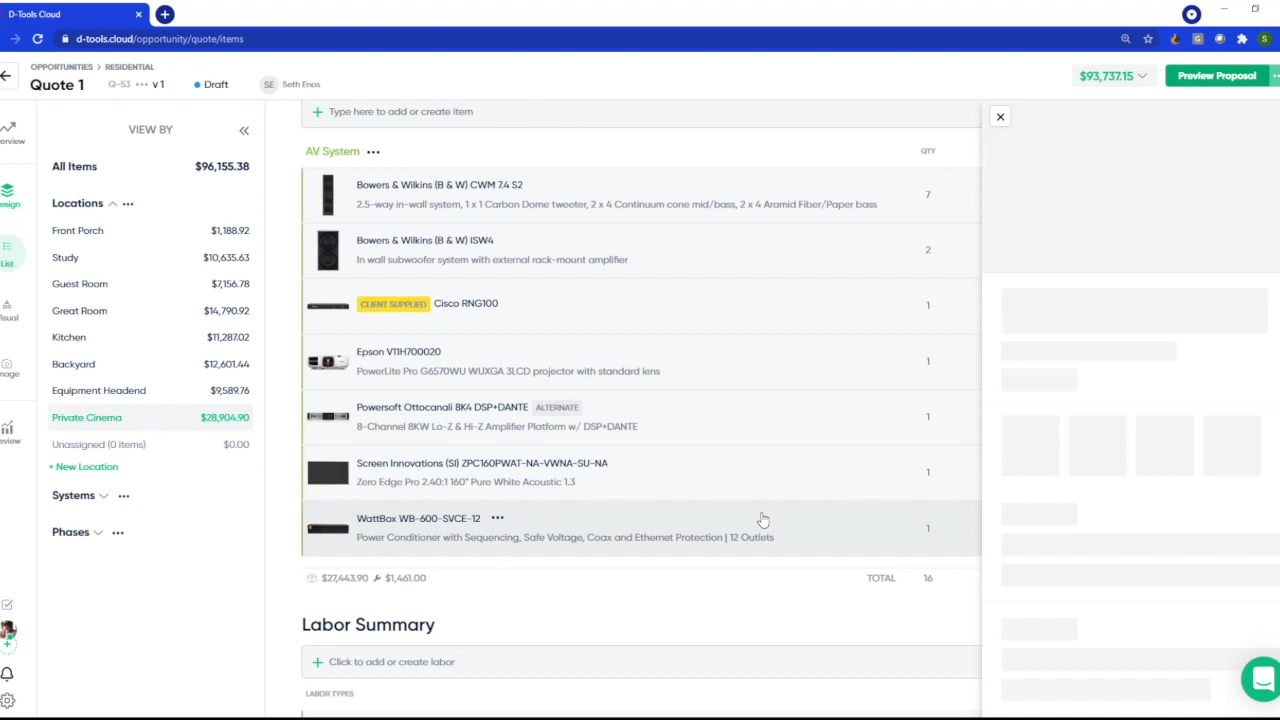 D-Tools Cloud
d-tools.cloud/opportunity/quote/items
S
OPPORTUNITIES > RESIDENTIAL
Quote 1
Q-53 ••• v 1
Draft
SE
Seth Enos
$93,737.15
Preview Proposal
List
VIEW BY
All Items $96,155.38
Locations
Front Porch $1,188.92
Study $10,635.63
Guest Room $7,156.78
Great Room $14,790.92
Kitchen $11,287.02
Backyard $12,601.44
Equipment Headend $9,589.76
Private Cinema $28,904.90
Unassigned (0 items) $0.00
+ New Location
Systems
Phases
Type here to add or create item
AV System
QTY
Bowers & Wilkins (B & W) CWM 7.4 S2
2.5-way in-wall system, 1 x 1 Carbon Dome tweeter, 2 x 4 Continuum cone mid/bass, 2 x 4 Aramid Fiber/Paper bass
7
Bowers & Wilkins (B & W) ISW4
In wall subwoofer system with external rack-mount amplifier
2
CLIENT SUPPLIED Cisco RNG100
1
Epson V11H700020
PowerLite Pro G6570WU WUXGA 3LCD projector with standard lens
1
Powersoft Ottocanali 8K4 DSP+DANTE ALTERNATE
8-Channel 8KW Lo-Z & Hi-Z Amplifier Platform w/ DSP+DANTE
1
Screen Innovations (SI) ZPC160PWAT-NA-VWNA-SU-NA
Zero Edge Pro 2.40:1 160" Pure White Acoustic 1.3
1
WattBox WB-600-SVCE-12
Power Conditioner with Sequencing, Safe Voltage, Coax and Ethernet Protection | 12 Outlets
1
$27,443.90 $1,461.00
TOTAL 16
Labor Summary
Click to add or create labor
LABOR TYPES